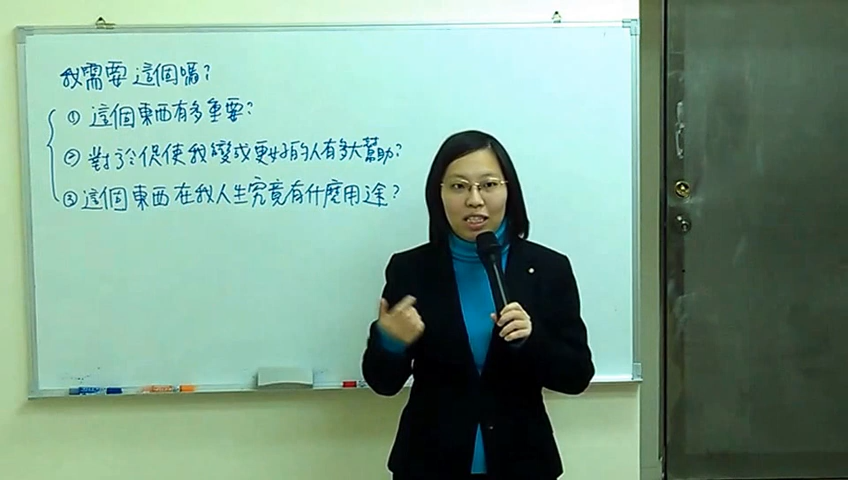 我需要這個嗎?
① 這個東西有多重要?
② 對於促使我變成更好的人有多大幫助?
③ 這個東西在我人生究竟有什麼用途?